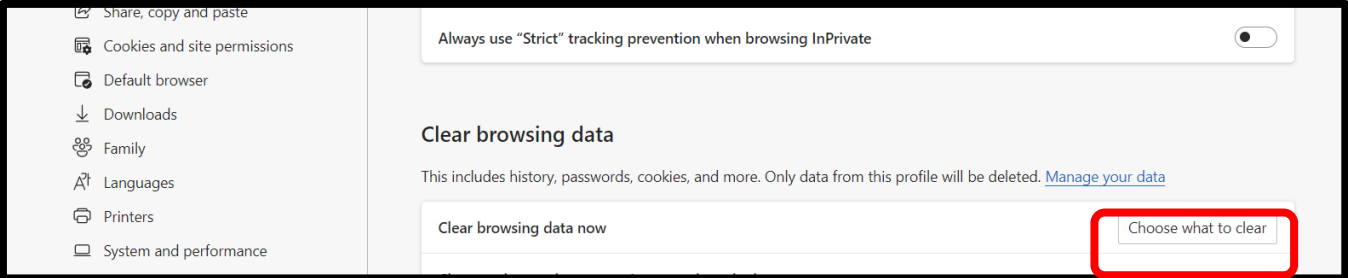 Share, copy and paste
Cookies and site permissions
Default browser
Downloads
Family
Languages
Printers
System and performance
Always use “Strict” tracking prevention when browsing InPrivate
Clear browsing data
This includes history, passwords, cookies, and more. Only data from this profile will be deleted. Manage your data
Clear browsing data now
Choose what to clear